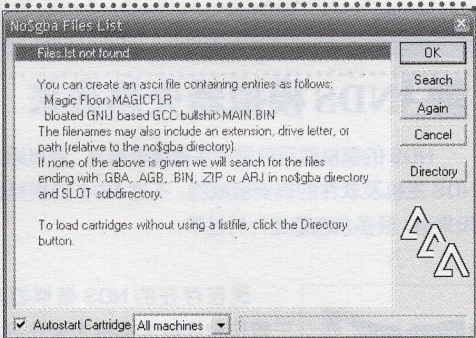 No$gba Files List
Files.lst not found
OK
You can create an ascii file containing entries as follows:
Search
Magic Floor>MAGICFLR
bloated GNU based GCC bullshit>MAIN.BIN
Again
The filenames may also include an extension, drive letter, or
path (relative to the no$gba directory).
Cancel
If none of the above is given we will search for the files
ending with .GBA, .AGB, .BIN, .ZIP or .ARJ in no$gba directory
and SLOT subdirectory.
Directory
To load cartridges without using a listfile, click the Directory
button.
Autostart Cartridge All machines